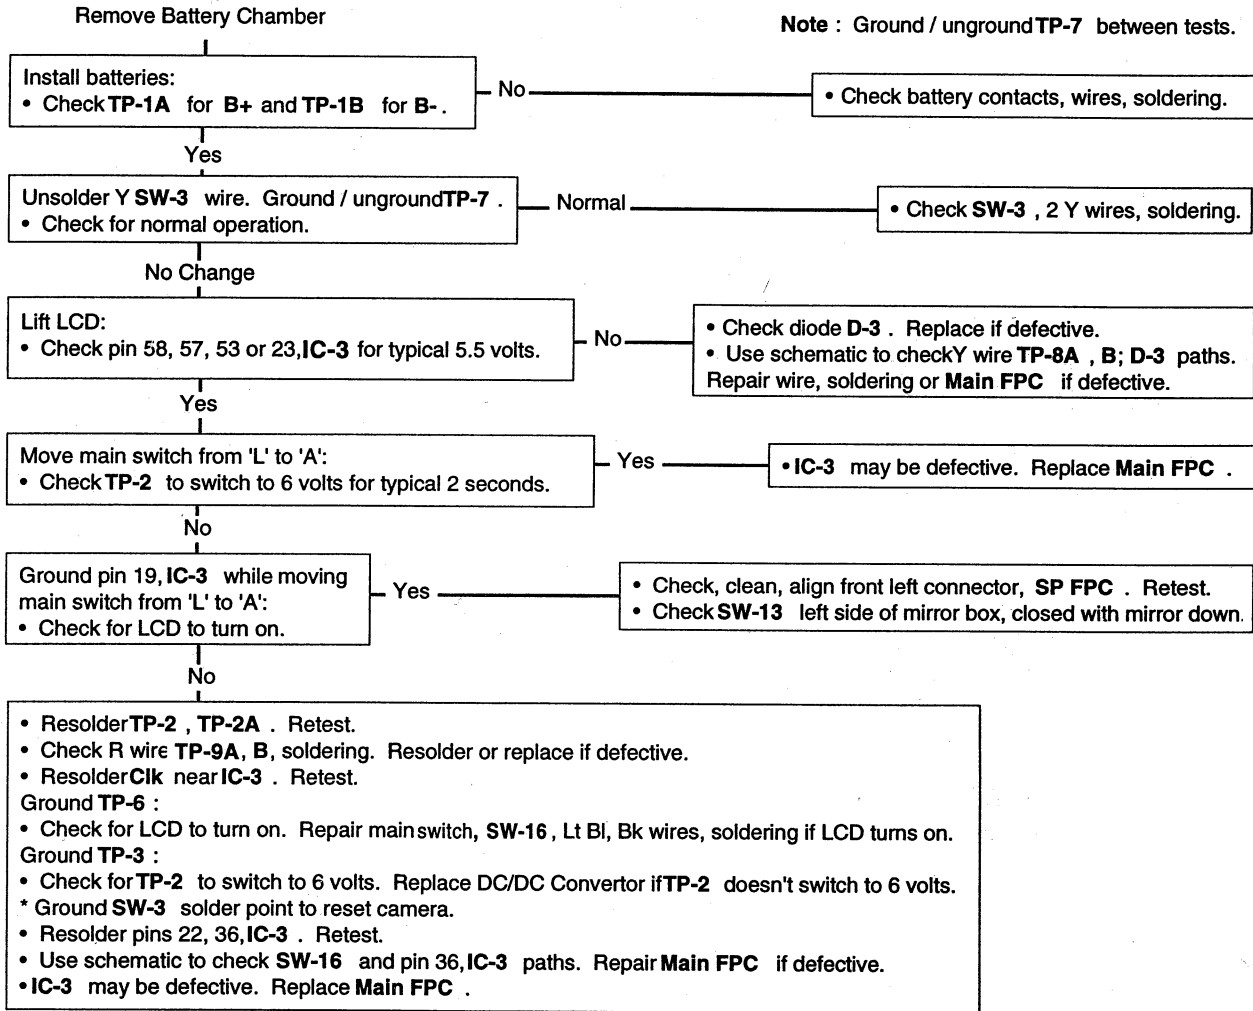 Remove Battery Chamber
Note : Ground / unground TP-7 between tests.
Install batteries:
• Check TP-1A for B+ and TP-1B for B- .
No
• Check battery contacts, wires, soldering.
Yes
Unsolder Y SW-3 wire. Ground / unground TP-7 .
• Check for normal operation.
Normal
• Check SW-3 , 2 Y wires, soldering.
No Change
Lift LCD:
• Check pin 58, 57, 53 or 23, IC-3 for typical 5.5 volts.
No
• Check diode D-3 . Replace if defective.
• Use schematic to check Y wire TP-8A , B; D-3 paths.
Repair wire, soldering or Main FPC if defective.
Yes
Move main switch from 'L' to 'A':
• Check TP-2 to switch to 6 volts for typical 2 seconds.
Yes
• IC-3 may be defective. Replace Main FPC .
No
Ground pin 19, IC-3 while moving
main switch from 'L' to 'A':
• Check for LCD to turn on.
Yes
• Check, clean, align front left connector, SP FPC . Retest.
• Check SW-13 left side of mirror box, closed with mirror down.
No
• Resolder TP-2 , TP-2A . Retest.
• Check R wire TP-9A, B, soldering. Resolder or replace if defective.
• Resolder Clk near IC-3 . Retest.
Ground TP-6 :
• Check for LCD to turn on. Repair main switch, SW-16 , Lt Bl, Bk wires, soldering if LCD turns on.
Ground TP-3 :
• Check for TP-2 to switch to 6 volts. Replace DC/DC Convertor if TP-2 doesn't switch to 6 volts.
* Ground SW-3 solder point to reset camera.
• Resolder pins 22, 36, IC-3 . Retest.
• Use schematic to check SW-16 and pin 36, IC-3 paths. Repair Main FPC if defective.
• IC-3 may be defective. Replace Main FPC .